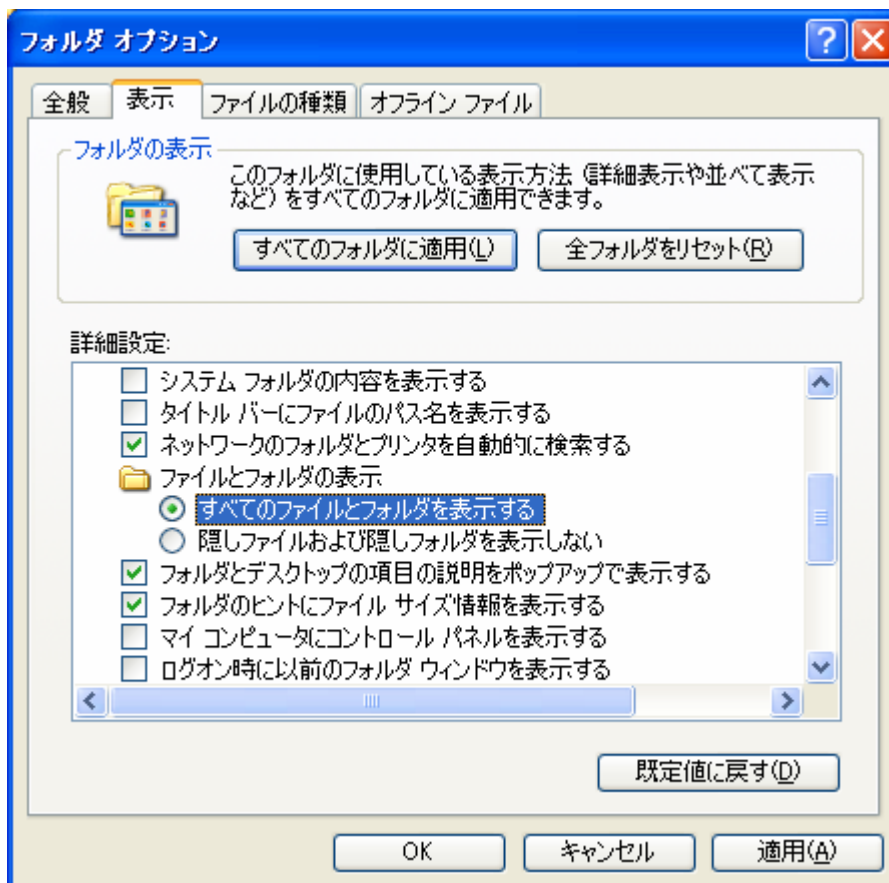 フォルダ オプション
全般 表示 ファイルの種類 オフライン ファイル
フォルダの表示
このフォルダに使用している表示方法 (詳細表示や並べて表示
など) をすべてのフォルダに適用できます。
すべてのフォルダに適用(L) 全フォルダをリセット(R)
詳細設定:
システム フォルダの内容を表示する
タイトル バーにファイルのパス名を表示する
ネットワークのフォルダとプリンタを自動的に検索する
ファイルとフォルダの表示
すべてのファイルとフォルダを表示する
隠しファイルおよび隠しフォルダを表示しない
フォルダとデスクトップの項目の説明をポップアップで表示する
フォルダのヒントにファイル サイズ情報を表示する
マイ コンピュータにコントロール パネルを表示する
ログオン時に以前のフォルダ ウィンドウを表示する
既定値に戻す(D)
OK キャンセル 適用(A)